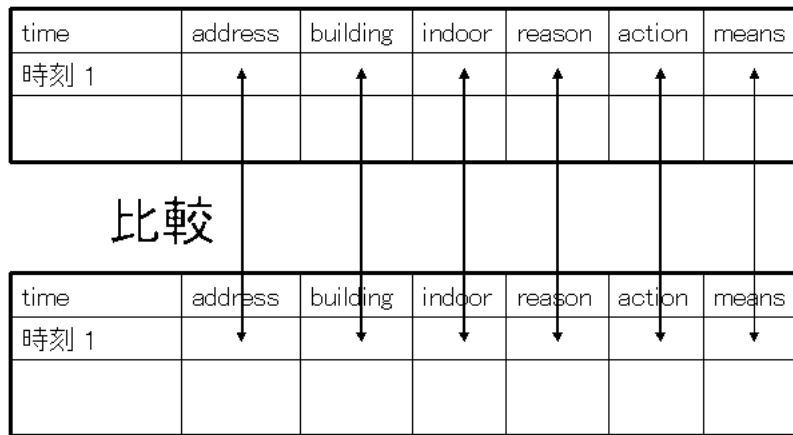 time address building indoor reason action means
時刻 1
比較
time address building indoor reason action means
時刻 1